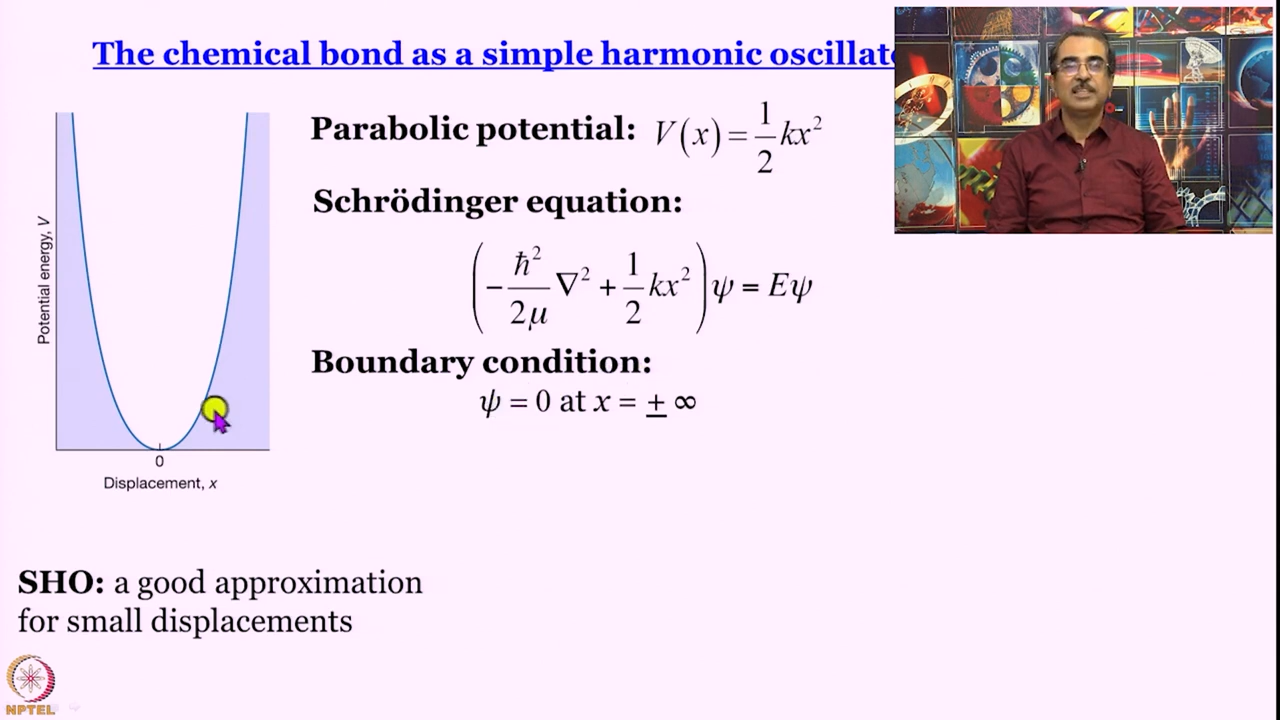 The chemical bond as a simple harmonic oscillato
Parabolic potential: V(x) = 1/2 kx²
Schrödinger equation:
(−ħ²/2μ ∇² + 1/2 kx²)ψ = Eψ
Boundary condition:
ψ = 0 at x = ± ∞
Potential energy, V
0
Displacement, x
SHO: a good approximation
for small displacements
NPTEL